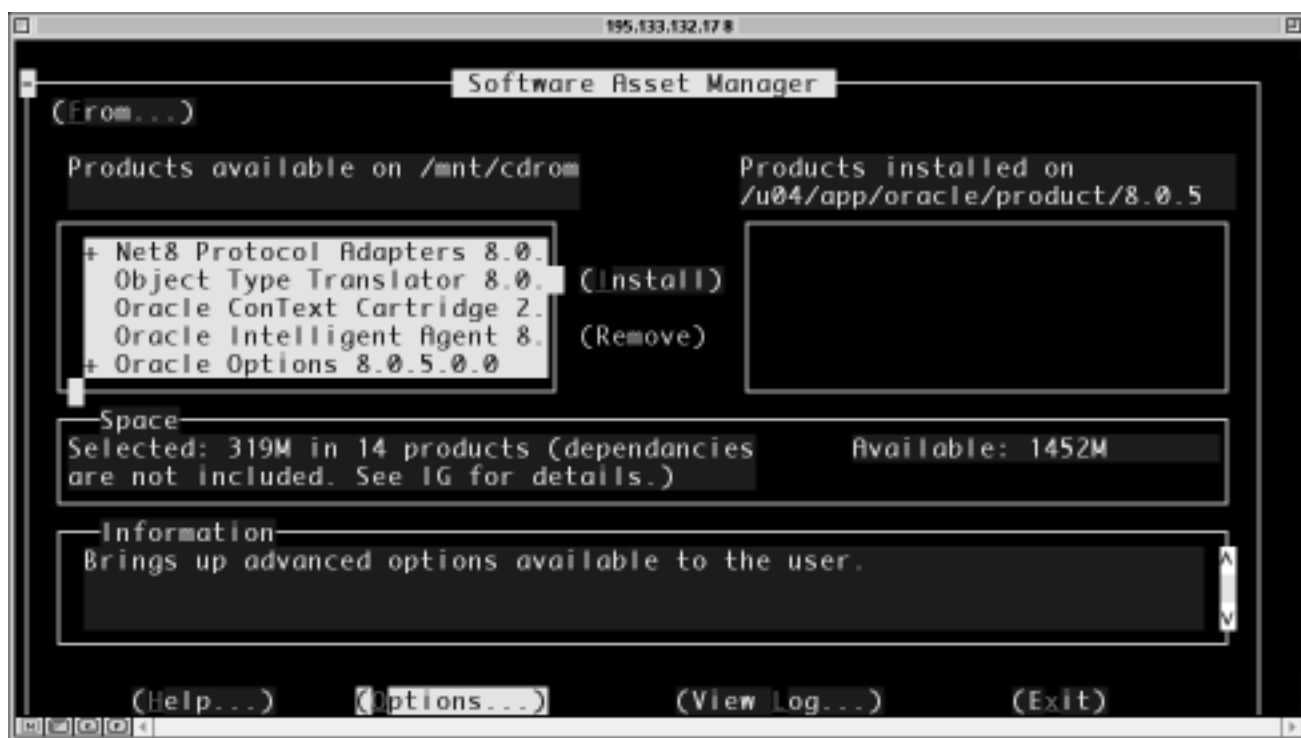 195.133.132.17 8
Software Asset Manager
(From...)
Products available on /mnt/cdrom
Products installed on
/u04/app/oracle/product/8.0.5
+ Net8 Protocol Adapters 8.0.
Object Type Translator 8.0.
Oracle ConText Cartridge 2.
Oracle Intelligent Agent 8.
+ Oracle Options 8.0.5.0.0
(Install)
(Remove)
Space
Selected: 319M in 14 products (dependancies
are not included. See IG for details.)
Available: 1452M
Information
Brings up advanced options available to the user.
(Help...) (Options...) (View Log...) (Exit)